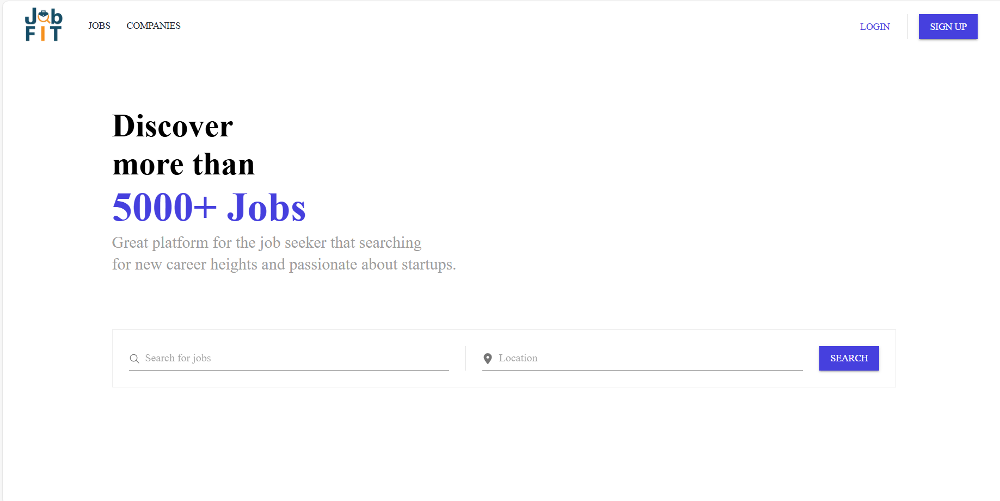 Job
FIT
JOBS
COMPANIES
LOGIN
SIGN UP
Discover
more than
5000+ Jobs
Great platform for the job seeker that searching
for new career heights and passionate about startups.
Search for jobs
Location
SEARCH